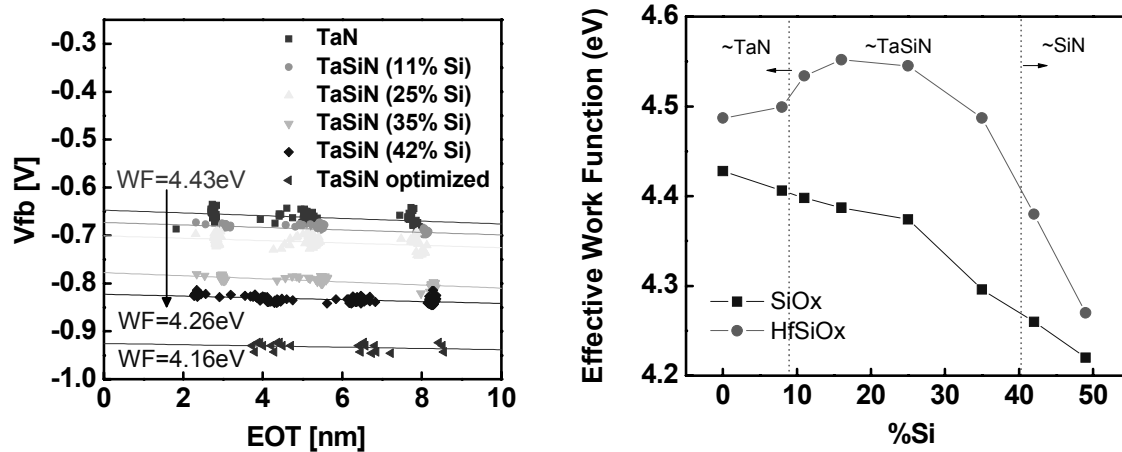 Vfb [V]
-0.3
-0.4
-0.5
-0.6
-0.7
-0.8
-0.9
-1.0
TaN
TaSiN (11% Si)
TaSiN (25% Si)
TaSiN (35% Si)
TaSiN (42% Si)
TaSiN optimized
WF=4.43eV
WF=4.26eV
WF=4.16eV
0 2 4 6 8 10
EOT [nm]
Effective Work Function (eV)
4.6
4.5
4.4
4.3
4.2
~TaN ~TaSiN ~SiN
SiOx
HfSiOx
0 10 20 30 40 50
%Si